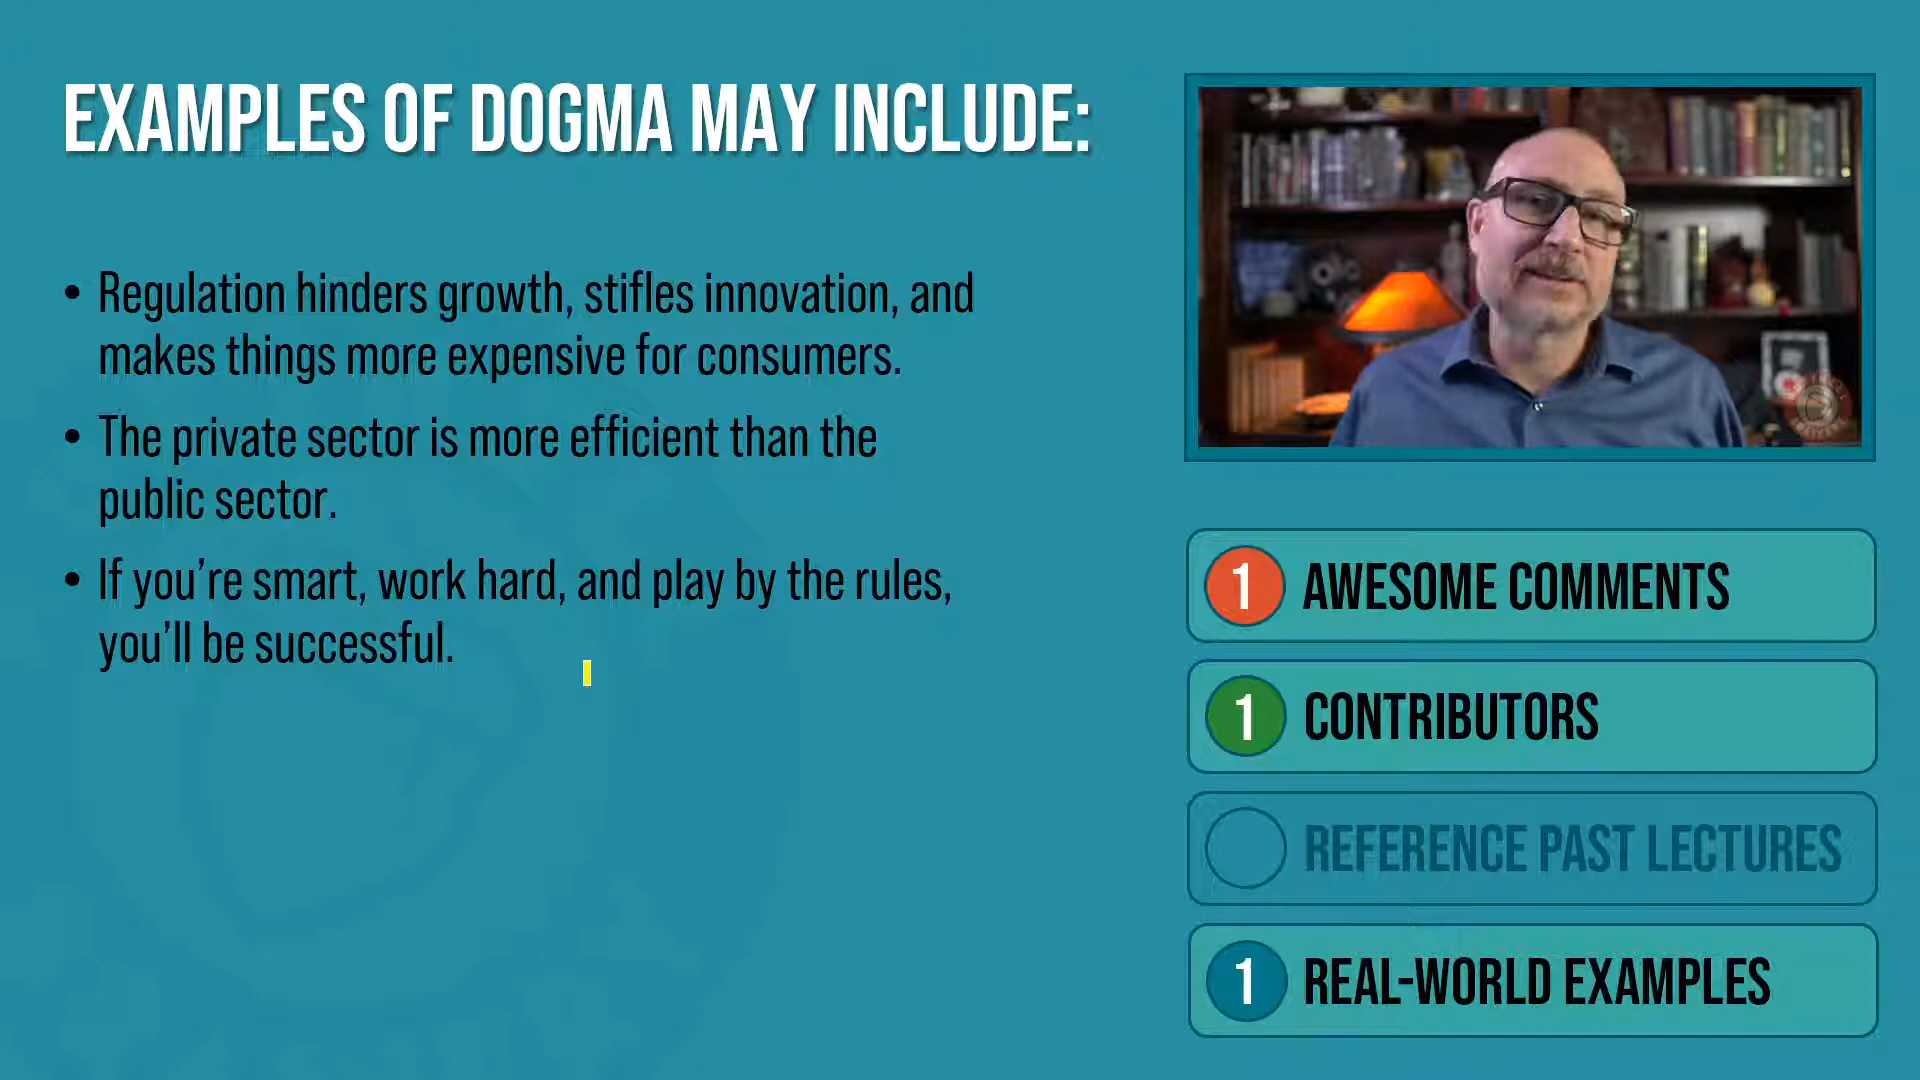 EXAMPLES OF DOGMA MAY INCLUDE:
• Regulation hinders growth, stifles innovation, and
makes things more expensive for consumers.
• The private sector is more efficient than the
public sector.
• If you’re smart, work hard, and play by the rules,
you’ll be successful.
1 AWESOME COMMENTS
1 CONTRIBUTORS
REFERENCE PAST LECTURES
1 REAL-WORLD EXAMPLES